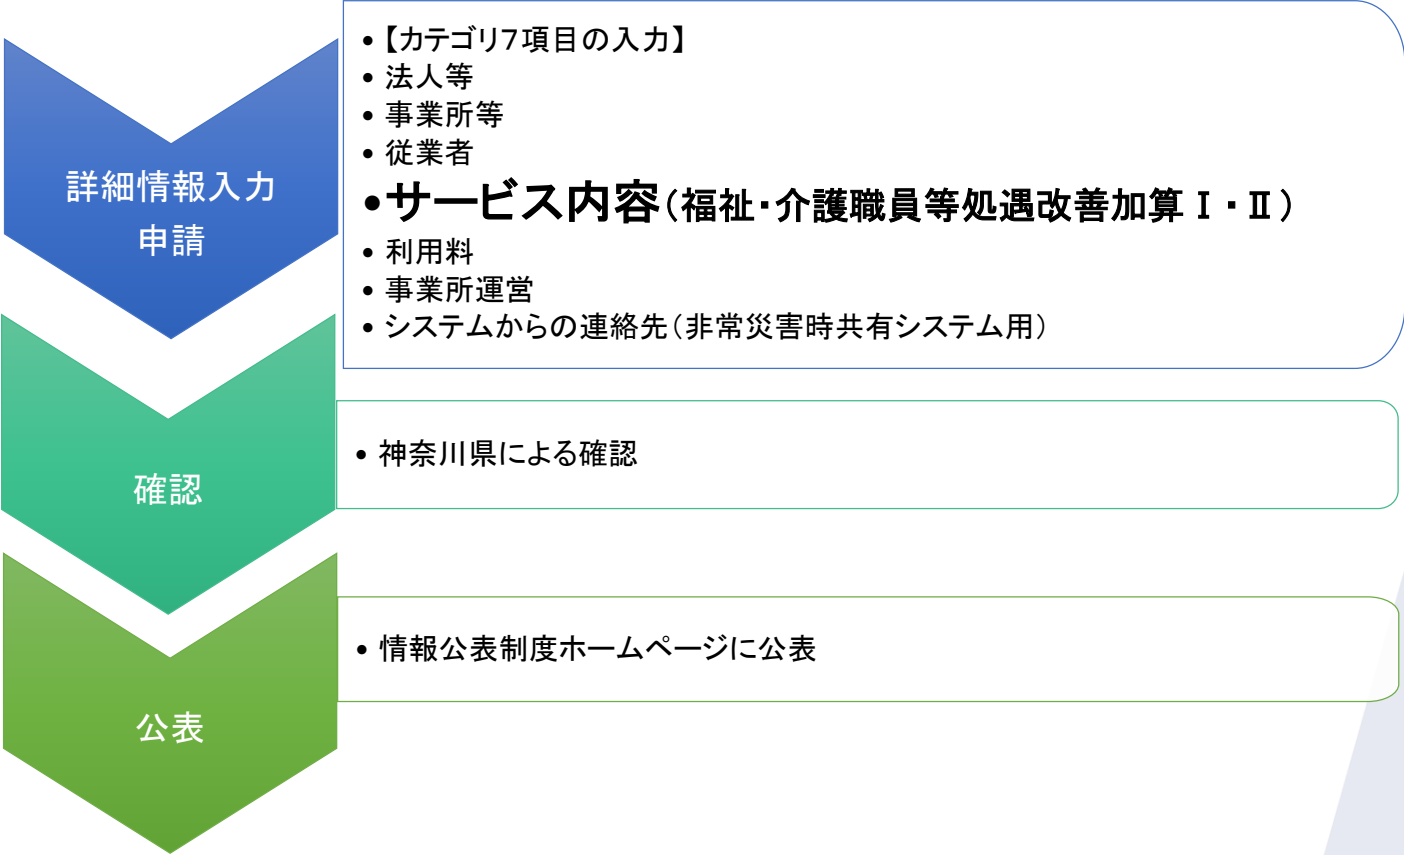 詳細情報入力
申請
• 【カテゴリ7項目の入力】
• 法人等
• 事業所等
• 従業者
•サービス内容（福祉・介護職員等処遇改善加算Ⅰ・Ⅱ）
• 利用料
• 事業所運営
• システムからの連絡先（非常災害時共有システム用）
確認
• 神奈川県による確認
公表
• 情報公表制度ホームページに公表